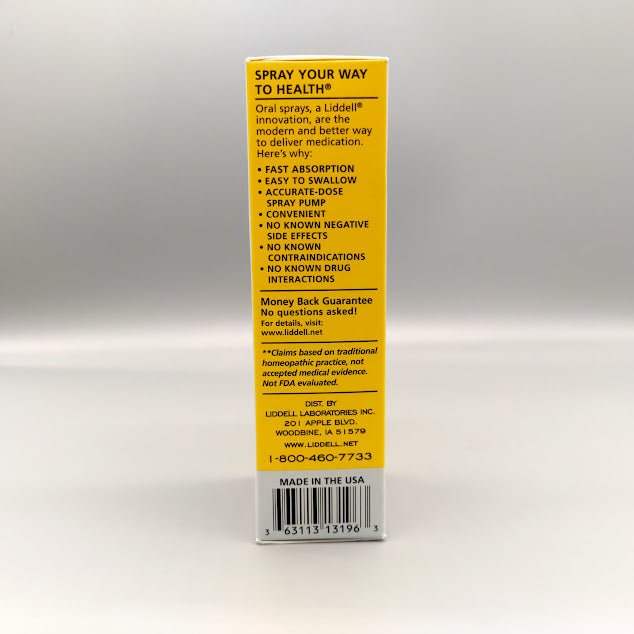 SPRAY YOUR WAY
TO HEALTH®
Oral sprays, a Liddell®
innovation, are the
modern and better way
to deliver medication.
Here's why:
• FAST ABSORPTION
• EASY TO SWALLOW
• ACCURATE-DOSE
SPRAY PUMP
• CONVENIENT
• NO KNOWN NEGATIVE
SIDE EFFECTS
• NO KNOWN
CONTRAINDICATIONS
• NO KNOWN DRUG
INTERACTIONS
Money Back Guarantee
No questions asked!
For details, visit:
www.liddell.net
**Claims based on traditional
homeopathic practice, not
accepted medical evidence.
Not FDA evaluated.
DIST. BY
LIDDELL LABORATORIES INC.
201 APPLE BLVD.
WOODBINE, IA 51579
WWW.LIDDELL.NET
1-800-460-7733
MADE IN THE USA
3 63113 13196 3